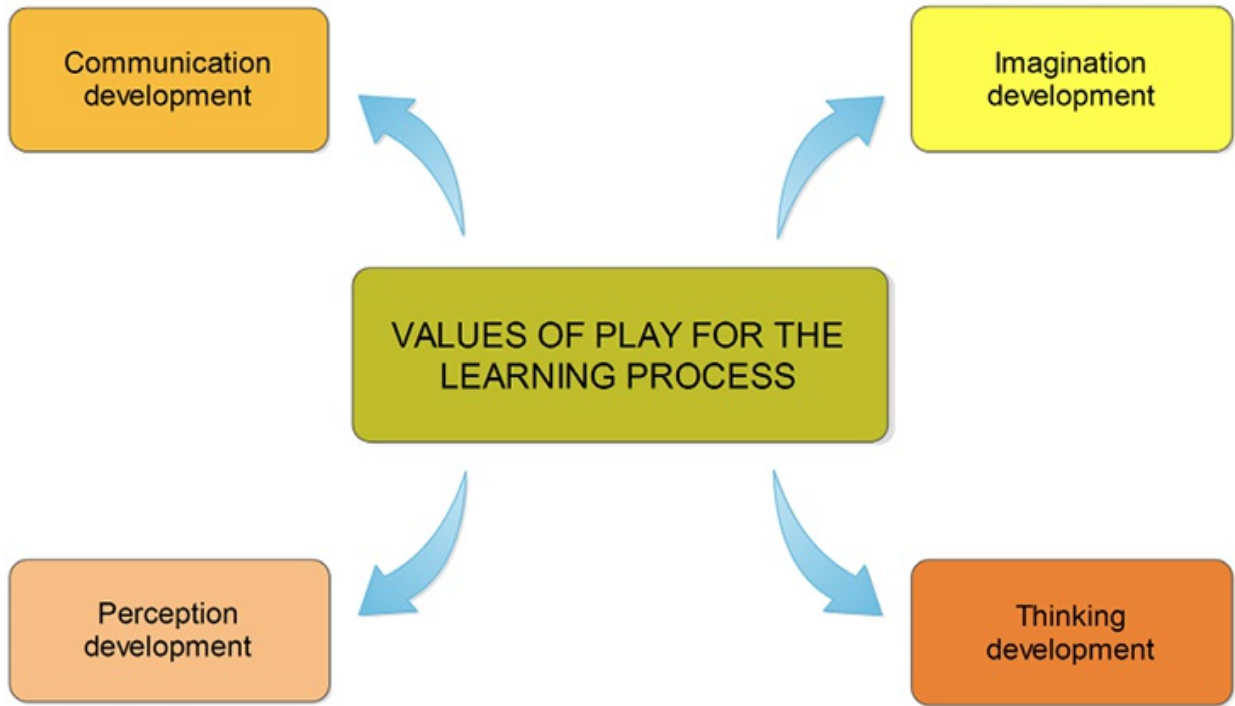 Communication
development
Imagination
development
VALUES OF PLAY FOR THE
LEARNING PROCESS
Perception
development
Thinking
development